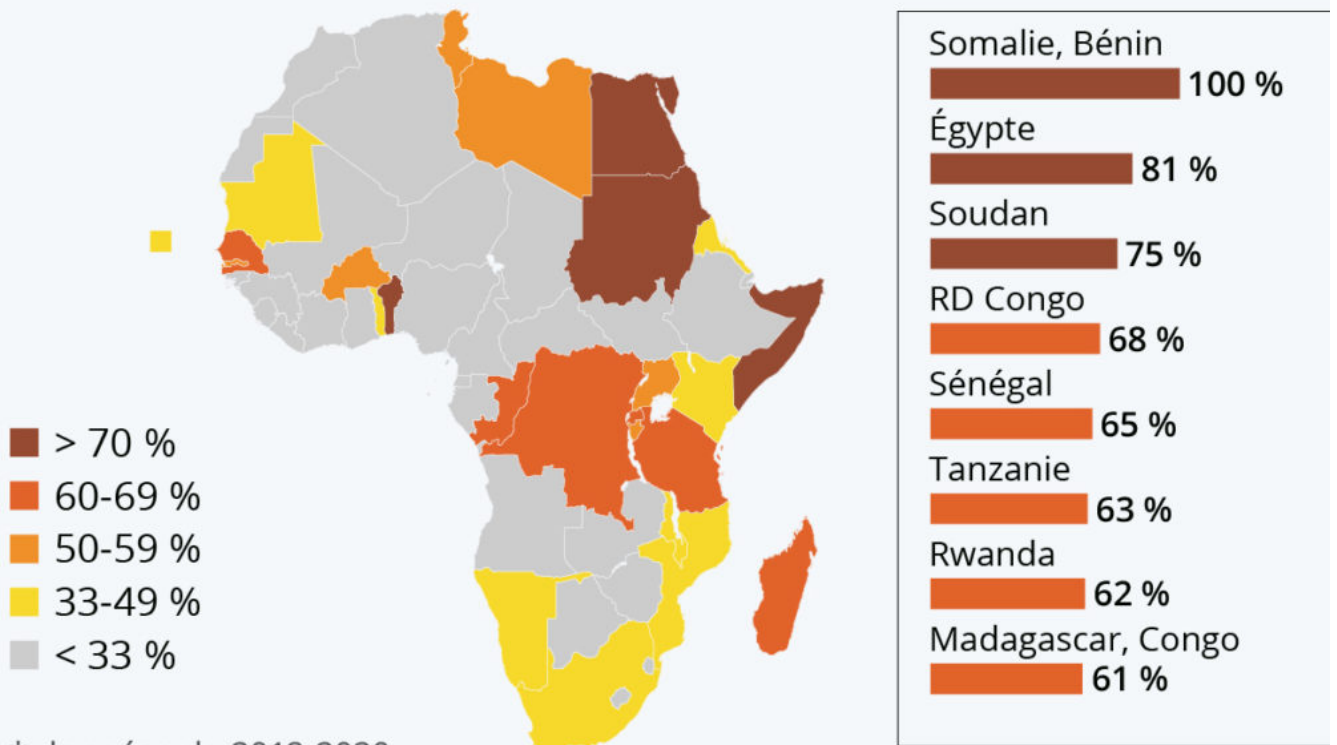 > 70 %
60-69 %
50-59 %
33-49 %
< 33 %
Somalie, Bénin
100 %
Égypte
81 %
Soudan
75 %
RD Congo
68 %
Sénégal
65 %
Tanzanie
63 %
Rwanda
62 %
Madagascar, Congo
61 %